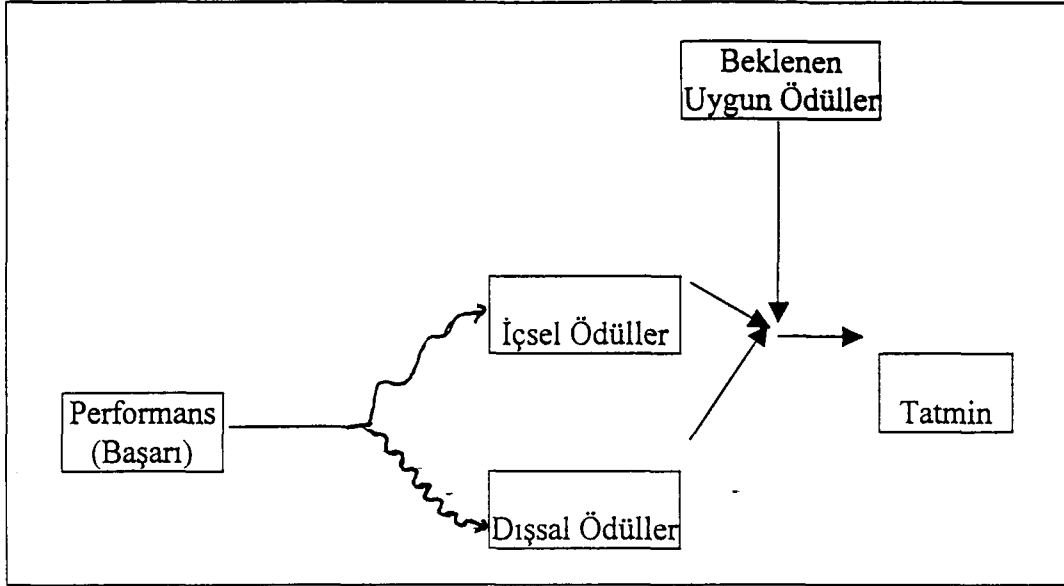 Beklenen
Uygun Ödüller
İçsel Ödüller
Performans
(Başarı)
Tatmin
Dışsal Ödüller